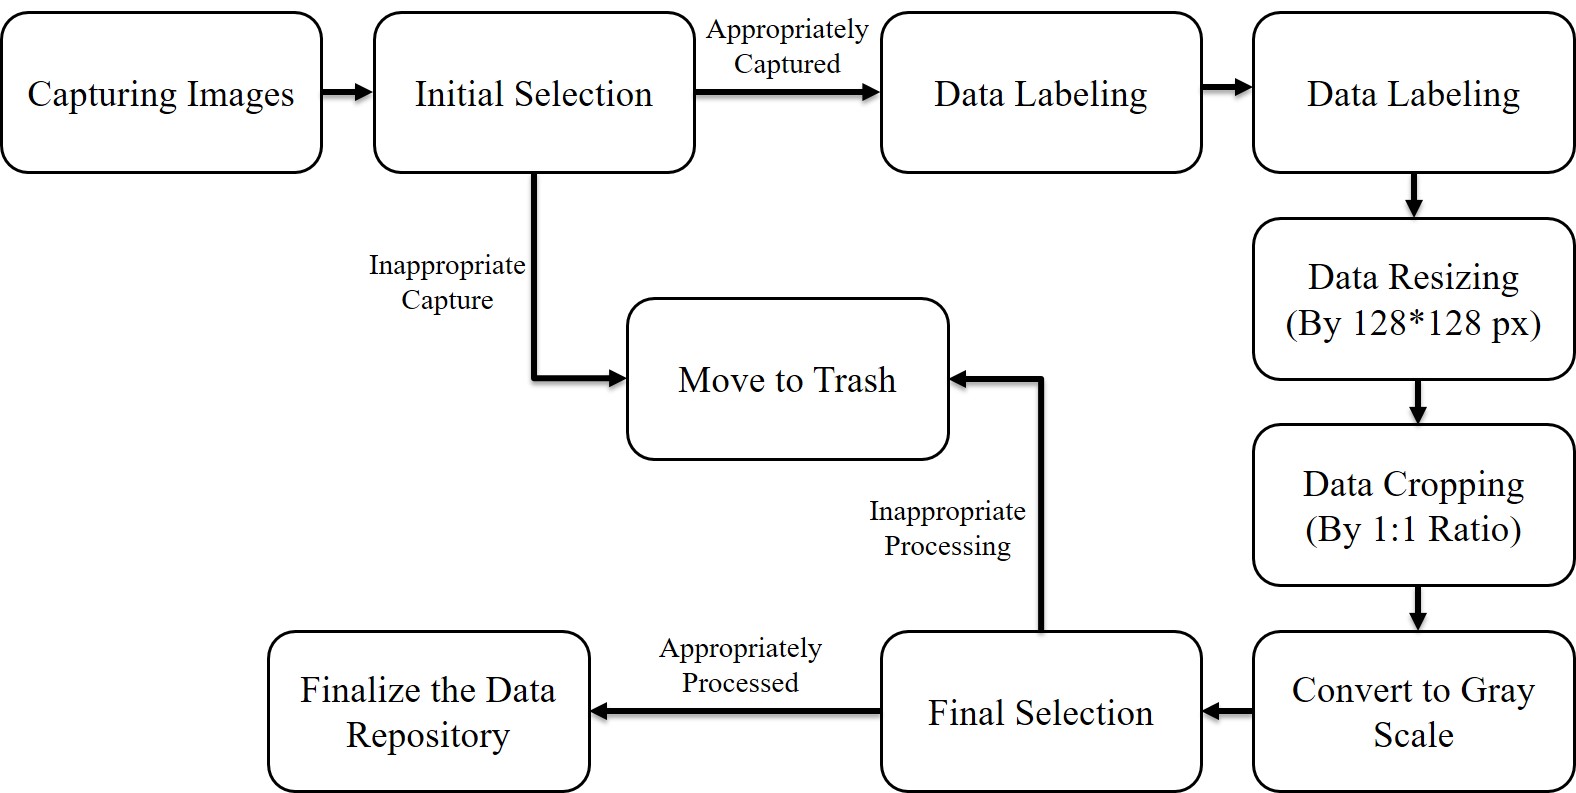 Capturing Images
Initial Selection
Appropriately
Captured
Data Labeling
Data Labeling
Inappropriate
Capture
Data Resizing
(By 128*128 px)
Move to Trash
Data Cropping
(By 1:1 Ratio)
Inappropriate
Processing
Convert to Gray
Scale
Final Selection
Appropriately
Processed
Finalize the Data
Repository